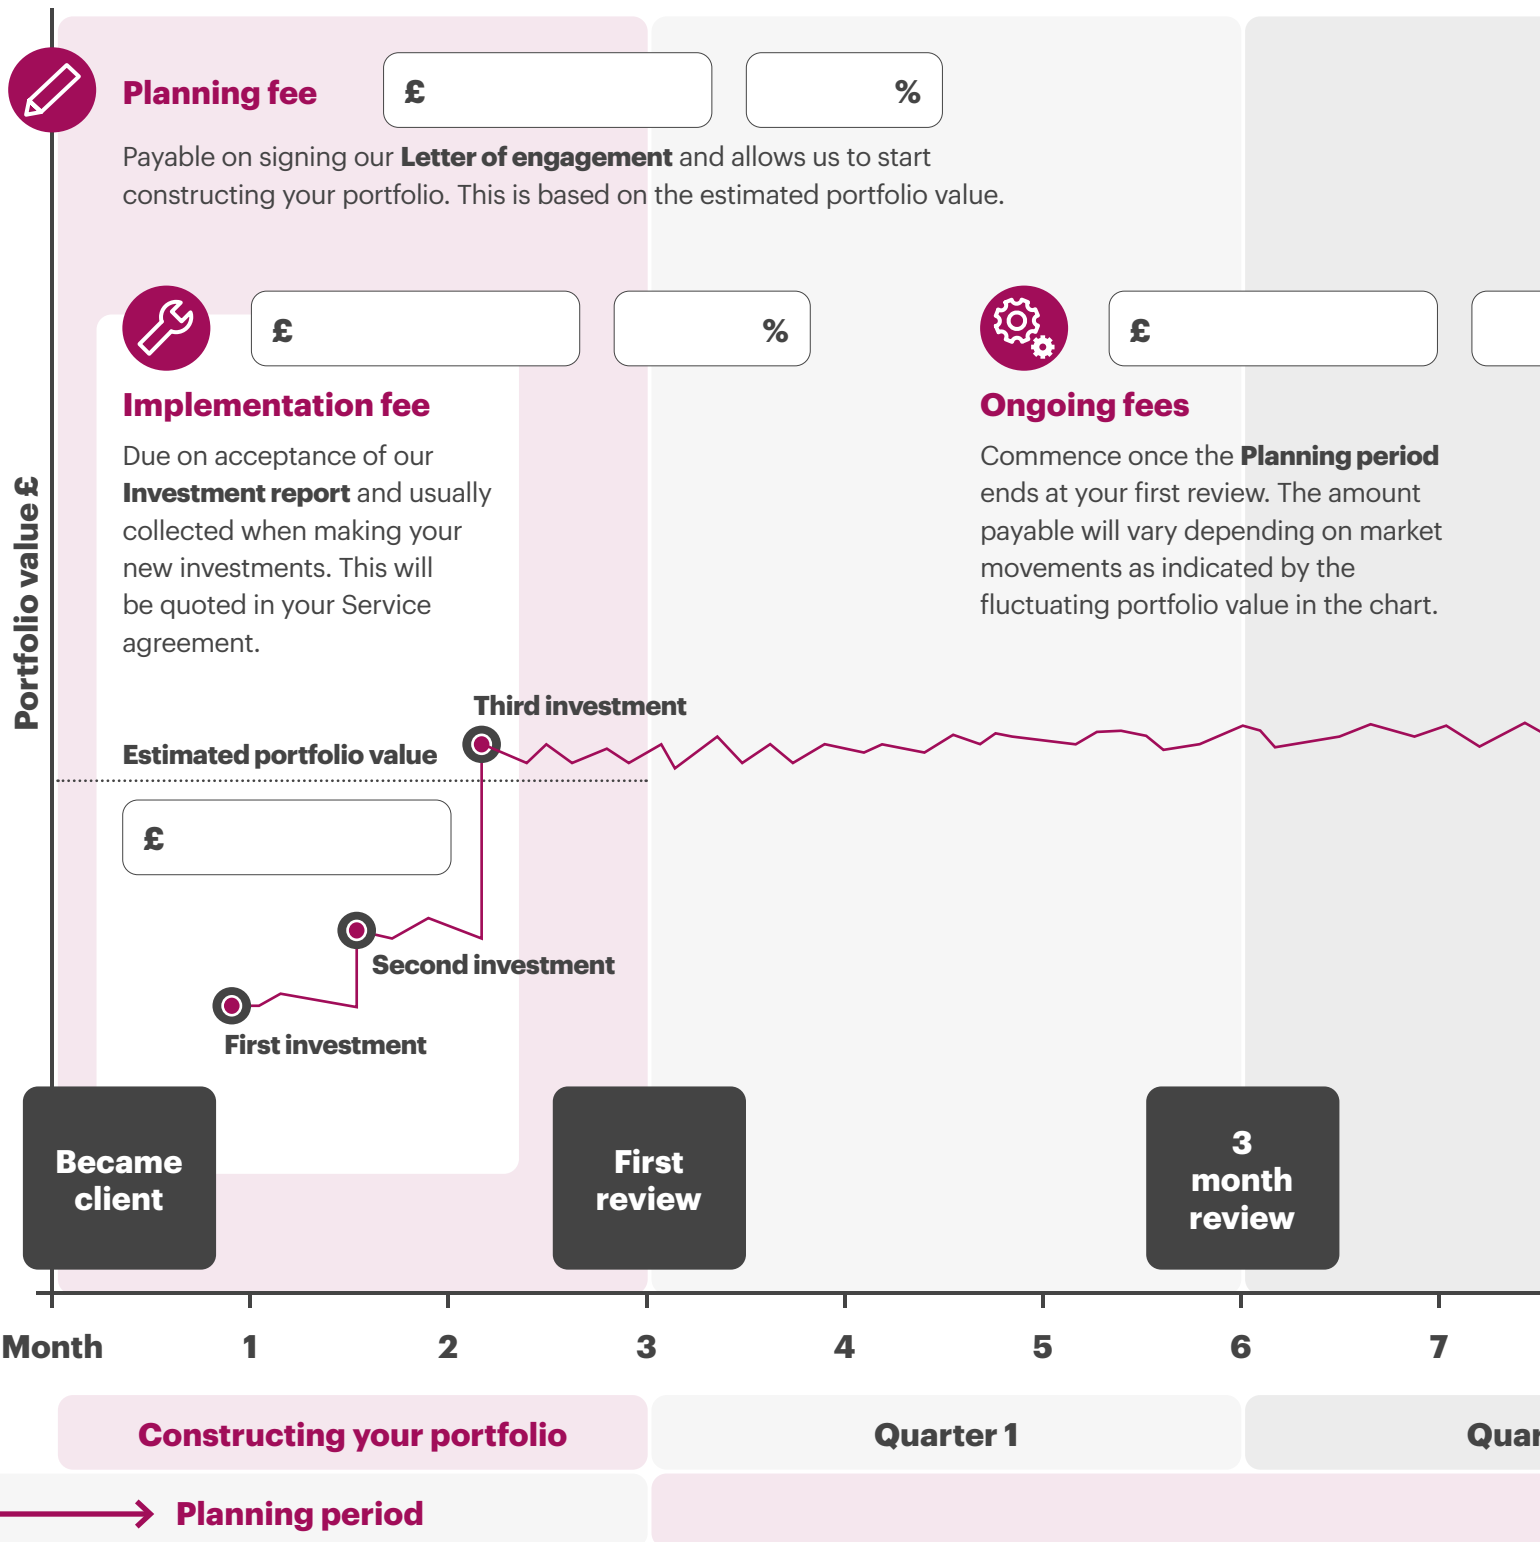 Planning fee
£
%
Payable on signing our Letter of engagement and allows us to start
constructing your portfolio. This is based on the estimated portfolio value.
£
%
£
Implementation fee
Due on acceptance of our
Investment report and usually
collected when making your
new investments. This will
be quoted in your Service
agreement.
Ongoing fees
Commence once the Planning period
ends at your first review. The amount
payable will vary depending on market
movements as indicated by the
fluctuating portfolio value in the chart.
Portfolio value £
Third investment
Estimated portfolio value
£
Second investment
First investment
Became
client
First
review
3
month
review
Month 1 2 3 4 5 6 7
Constructing your portfolio
Quarter 1
Quar
Planning period